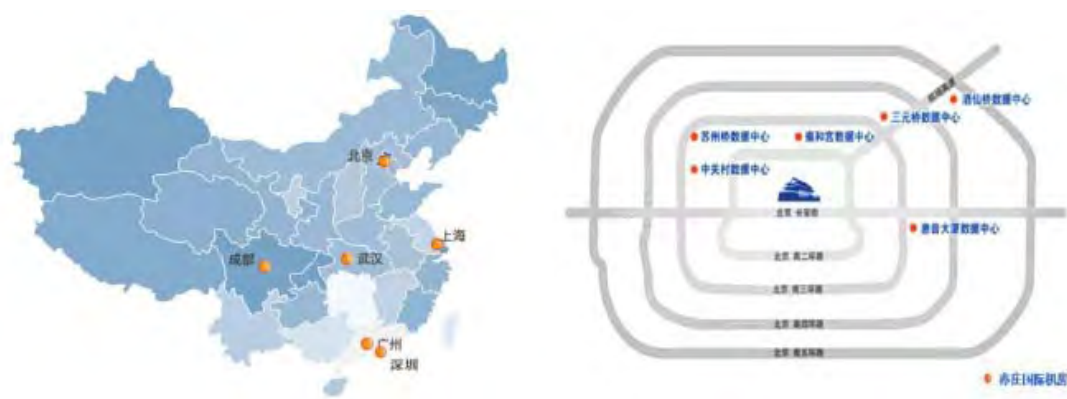 北京
上海
成都
武汉
广州
深圳
机场高速
酒仙桥数据中心
三元桥数据中心
苏州桥数据中心
雍和宫数据中心
中关村数据中心
北京 长安街
惠普大厦数据中心
北京 南二环路
北京 南三环路
北京 南四环路
北京 南五环路
亦庄国际机房